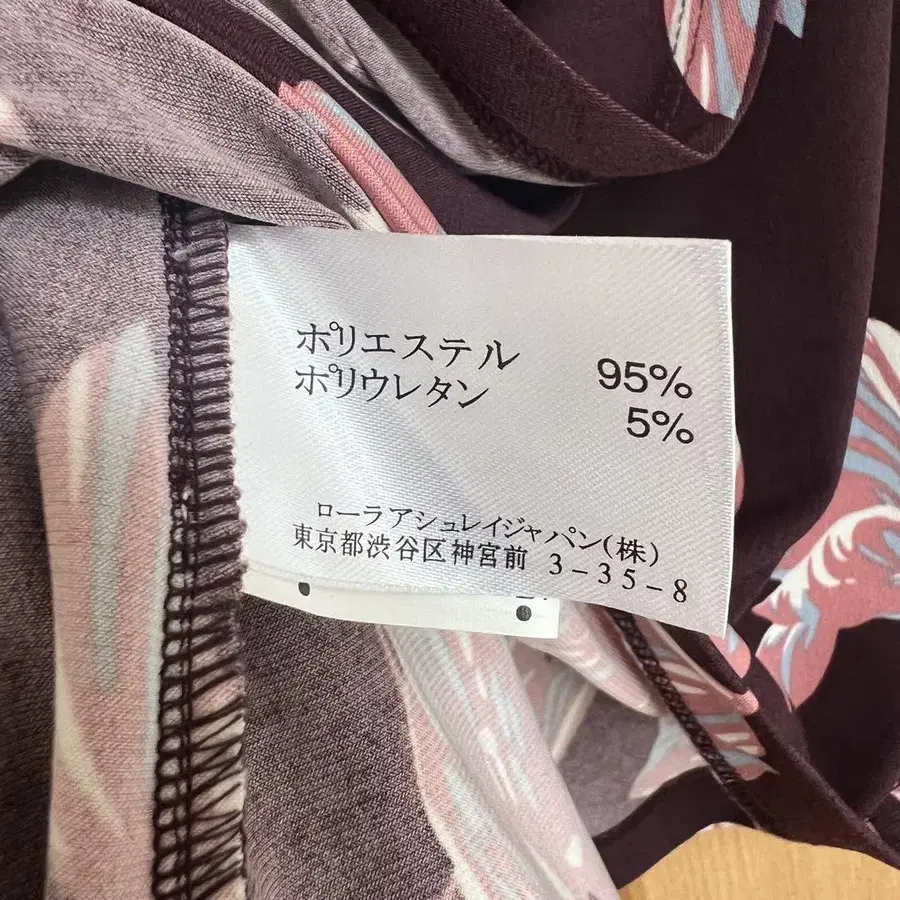 ポリエステル 95%
ポリウレタン 5%
ローラアシュレイジャパン(株)
東京都渋谷区神宮前 3-35-8